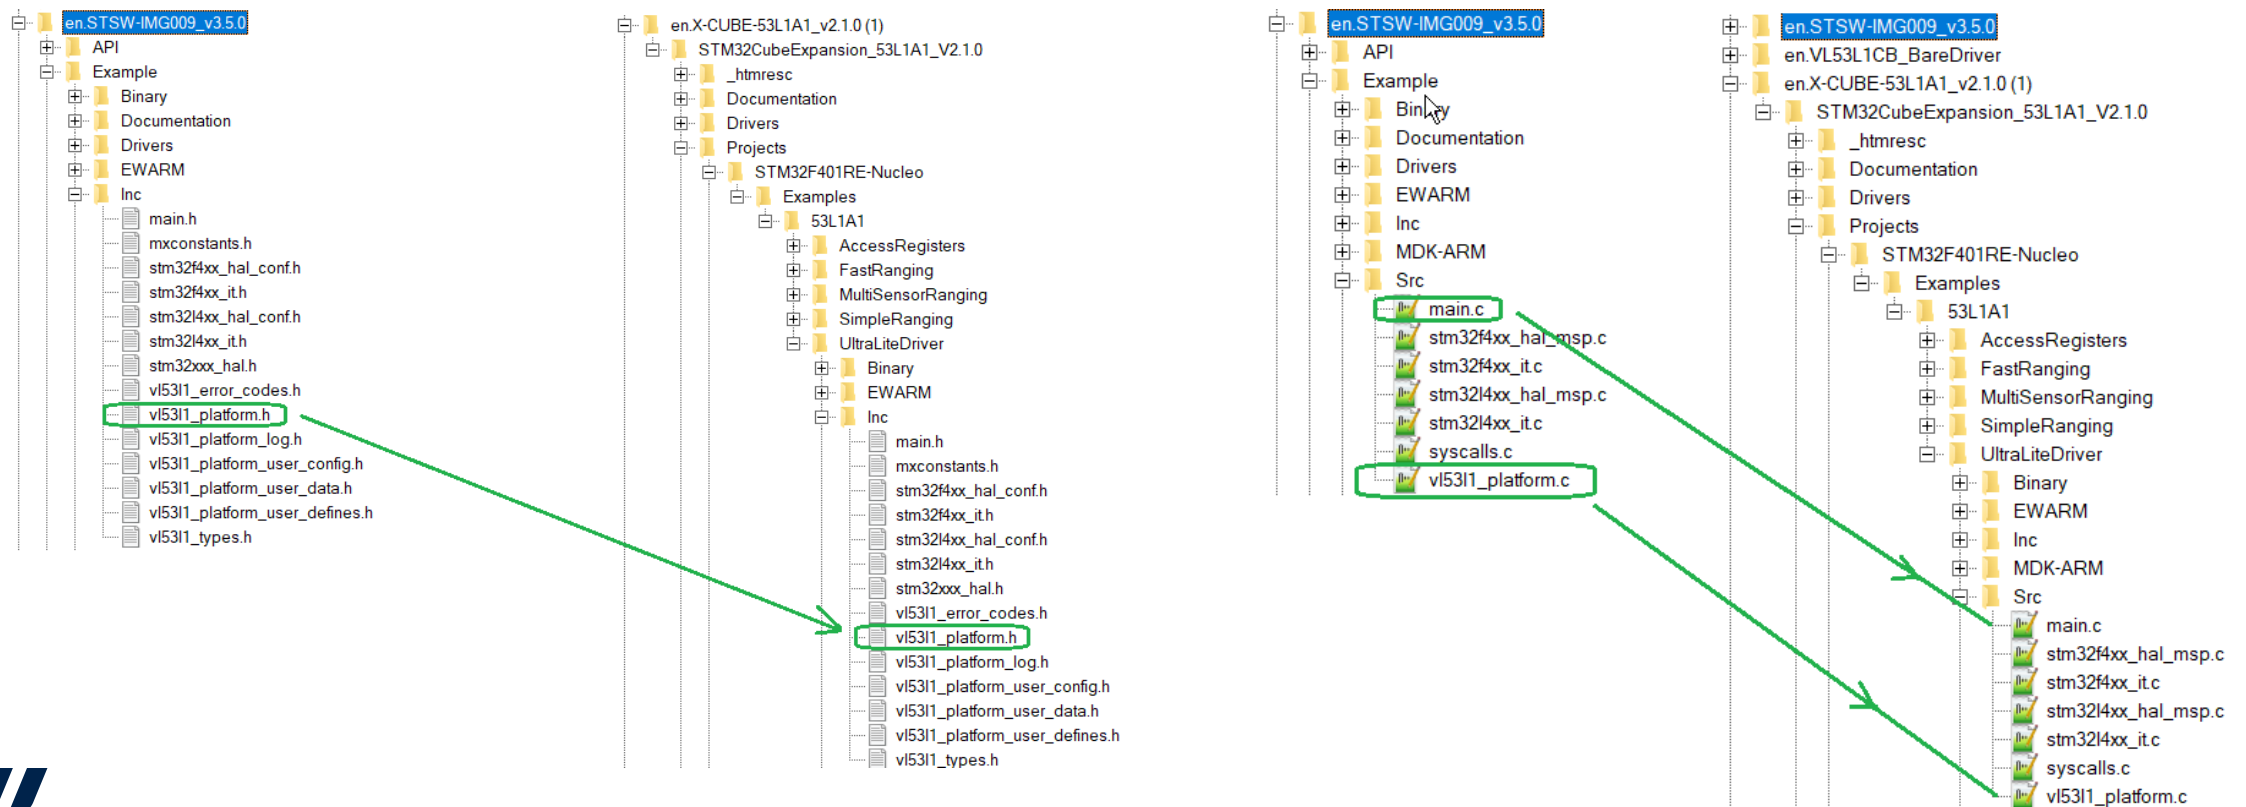 en.STSW-IMG009_v3.5.0
API
Example
Binary
Documentation
Drivers
EWARM
Inc
main.h
mxconstants.h
stm32f4xx_hal_conf.h
stm32f4xx_it.h
stm32l4xx_hal_conf.h
stm32l4xx_it.h
stm32xxx_hal.h
vl53l1_error_codes.h
vl53l1_platform.h
vl53l1_platform_log.h
vl53l1_platform_user_config.h
vl53l1_platform_user_data.h
vl53l1_platform_user_defines.h
vl53l1_types.h
en.X-CUBE-53L1A1_v2.1.0 (1)
STM32CubeExpansion_53L1A1_V2.1.0
_htmresc
Documentation
Drivers
Projects
STM32F401RE-Nucleo
Examples
53L1A1
AccessRegisters
FastRanging
MultiSensorRanging
SimpleRanging
UltraLiteDriver
Binary
EWARM
Inc
main.h
mxconstants.h
stm32f4xx_hal_conf.h
stm32f4xx_it.h
stm32l4xx_hal_conf.h
stm32l4xx_it.h
stm32xxx_hal.h
vl53l1_error_codes.h
vl53l1_platform.h
vl53l1_platform_log.h
vl53l1_platform_user_config.h
vl53l1_platform_user_data.h
vl53l1_platform_user_defines.h
vl53l1_types.h
en.STSW-IMG009_v3.5.0
API
Example
Binary
Documentation
Drivers
EWARM
Inc
MDK-ARM
Src
main.c
stm32f4xx_hal_msp.c
stm32f4xx_it.c
stm32l4xx_hal_msp.c
stm32l4xx_it.c
syscalls.c
vl53l1_platform.c
en.STSW-IMG009_v3.5.0
en.VL53L1CB_BareDriver
en.X-CUBE-53L1A1_v2.1.0 (1)
STM32CubeExpansion_53L1A1_V2.1.0
_htmresc
Documentation
Drivers
Projects
STM32F401RE-Nucleo
Examples
53L1A1
AccessRegisters
FastRanging
MultiSensorRanging
SimpleRanging
UltraLiteDriver
Binary
EWARM
Inc
MDK-ARM
Src
main.c
stm32f4xx_hal_msp.c
stm32f4xx_it.c
stm32l4xx_hal_msp.c
stm32l4xx_it.c
syscalls.c
vl53l1_platform.c